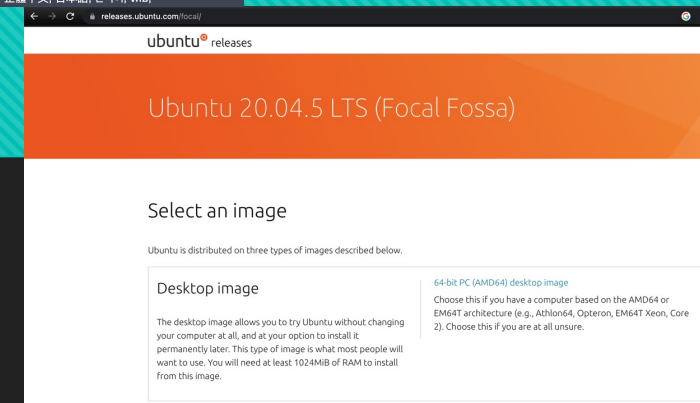 releases.ubuntu.com/focal/
ubuntu releases
Ubuntu 20.04.5 LTS (Focal Fossa)
Select an image
Ubuntu is distributed on three types of images described below.
Desktop image
The desktop image allows you to try Ubuntu without changing
your computer at all, and at your option to install it
permanently later. This type of image is what most people will
want to use. You will need at least 1024MiB of RAM to install
from this image.
64-bit PC (AMD64) desktop image
Choose this if you have a computer based on the AMD64 or
EM64T architecture (e.g., Athlon64, Opteron, EM64T Xeon, Core
2). Choose this if you are at all unsure.